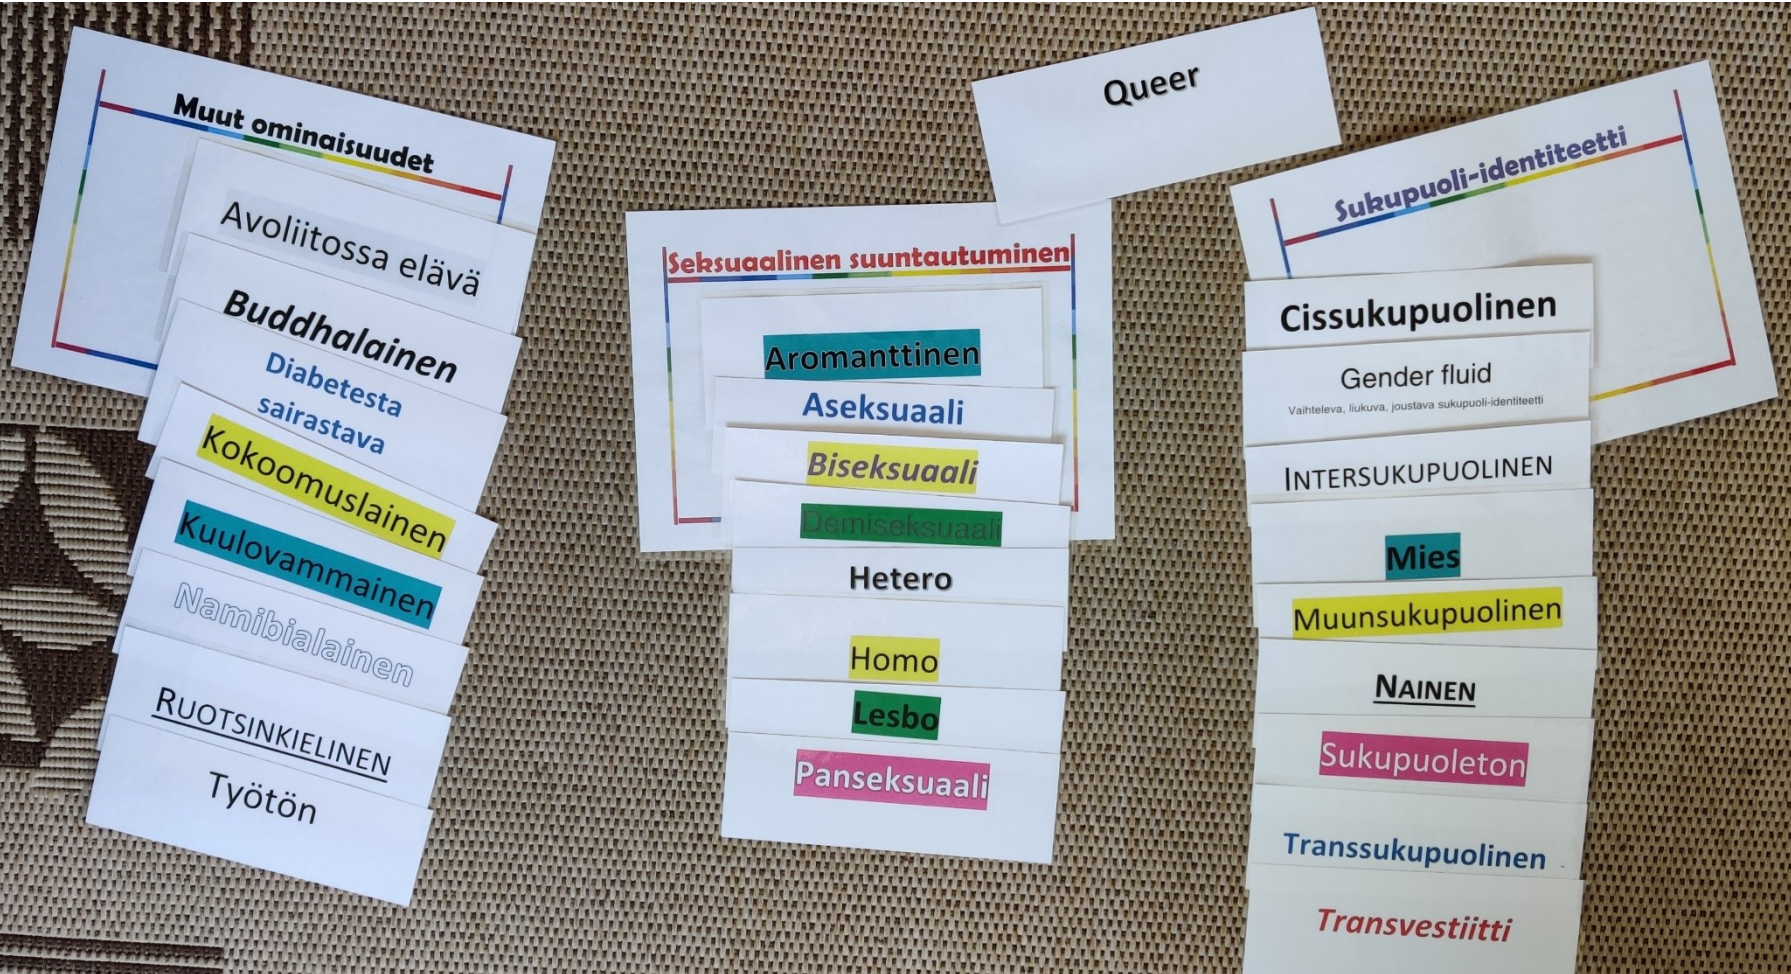 Muut ominaisuudet
Avoliitossa elävä
Buddhalainen
Diabetesta
sairastava
Kokoomuslainen
Kuulovammainen
Namibialainen
RUOTSINKIELINEN
Työtön
Queer
Seksuaalinen suuntautuminen
Aromanttinen
Aseksuaali
Biseksuaali
Demiseksuaali
Hetero
Homo
Lesbo
Panseksuaali
Sukupuoli-identiteetti
Cissukupuolinen
Gender fluid
Vaihteleva, liukuva, joustava sukupuoli-identiteetti
INTERSUKUPUOLINEN
Mies
Muunsukupuolinen
NAINEN
Sukupuoleton
Transsukupuolinen
Transvestiitti